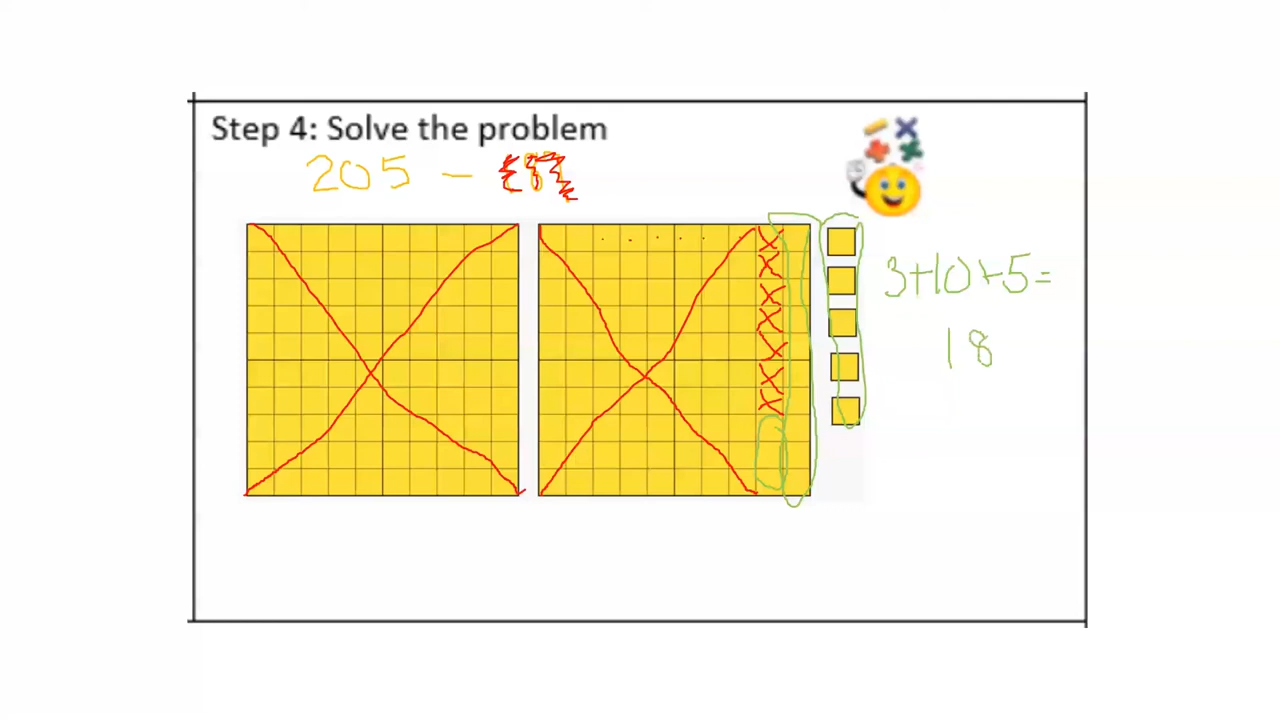 Step 4: Solve the problem
205 -
3+10+5=
18